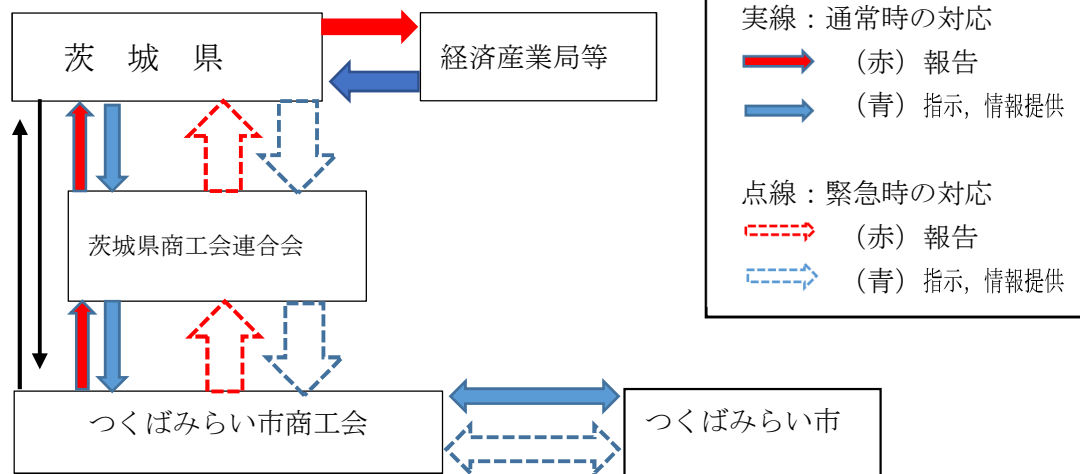 茨 城 県
経済産業局等
茨城県商工会連合会
つくばみらい市商工会
つくばみらい市
実線：通常時の対応
（赤）報告
（青）指示，情報提供
点線：緊急時の対応
（赤）報告
（青）指示，情報提供